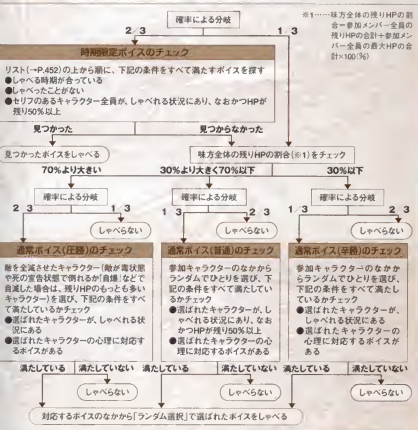 確率による分岐
2/3
1/3
※1……味方全体の残りHPの割
合=参加メンバー全員の
残りHPの合計÷参加メン
バー全員の最大HPの合
計×100(%)
時期限定ボイスのチェック
リスト(→P.452)の上から順に、下記の条件をすべて満たすボイスを探す
●しゃべる時期が合っている
●しゃべったことがない
●セリフのあるキャラクター全員が、しゃべれる状況にあり、なおかつHPが
残り50%以上
見つかった
見つからなかった
見つかったボイスをしゃべる
味方全体の残りHPの割合(※1)をチェック
70%より大きい
30%より大きく70%以下
30%以下
確率による分岐
確率による分岐
確率による分岐
2/3
1/3
1/3
2/3
1/3
2/3
しゃべらない
しゃべらない
しゃべらない
通常ボイス(圧勝)のチェック
敵を全滅させたキャラクター(敵が毒状態
や死の宣告状態で倒れるか「自爆」などで
自滅した場合は、残りHPのもっとも多い
キャラクター)を選び、下記の条件をすべ
て満たしているかチェック
●選ばれたキャラクターが、しゃべれる状
況にある
●選ばれたキャラクターの心理に対応す
るボイスがある
通常ボイス(普通)のチェック
参加キャラクターのなかから
ランダムでひとりを選び、下
記の条件をすべて満たして
いるかチェック
●選ばれたキャラクターが、し
ゃべれる状況にあり、なお
かつHPが残り50%以上
●選ばれたキャラクターの心
理に対応するボイスがある
通常ボイス(辛勝)のチェック
参加キャラクターのなかか
らランダムでひとりを選び、
下記の条件をすべて満たし
ているかチェック
●選ばれたキャラクターが、
しゃべれる状況にある
●選ばれたキャラクターの
心理に対応するボイスが
ある
満たしている
満たしていない
満たしている
満たしていない
満たしている
満たしていない
しゃべらない
しゃべらない
しゃべらない
対応するボイスのなかから「ランダム選択」で選ばれたボイスをしゃべる